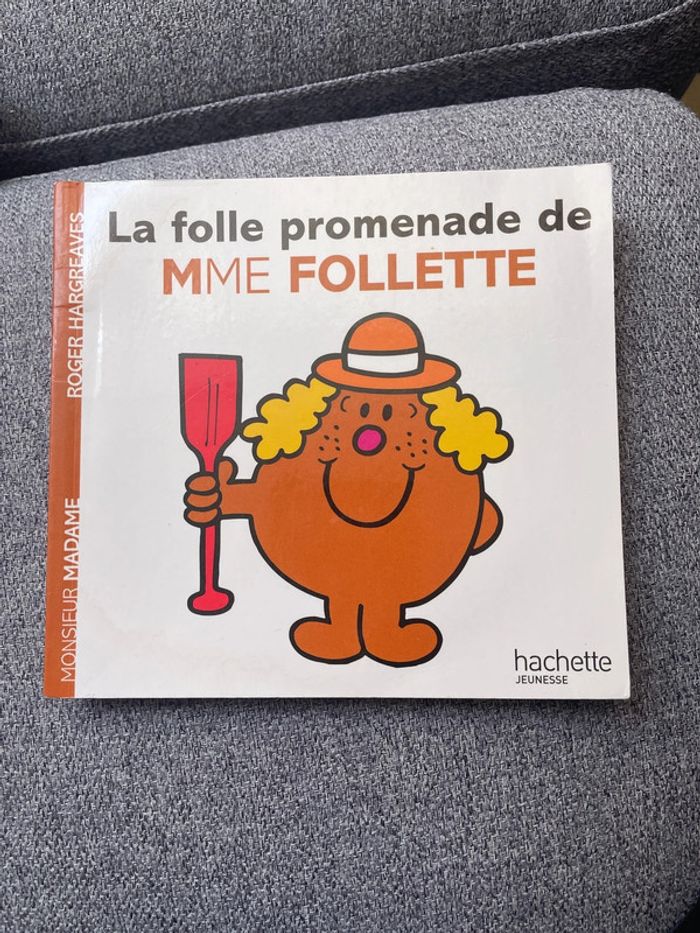 La folle promenade de
MME FOLLETTE
MONSIEUR MADAME
ROGER HARGREAVES
hachette
JEUNESSE